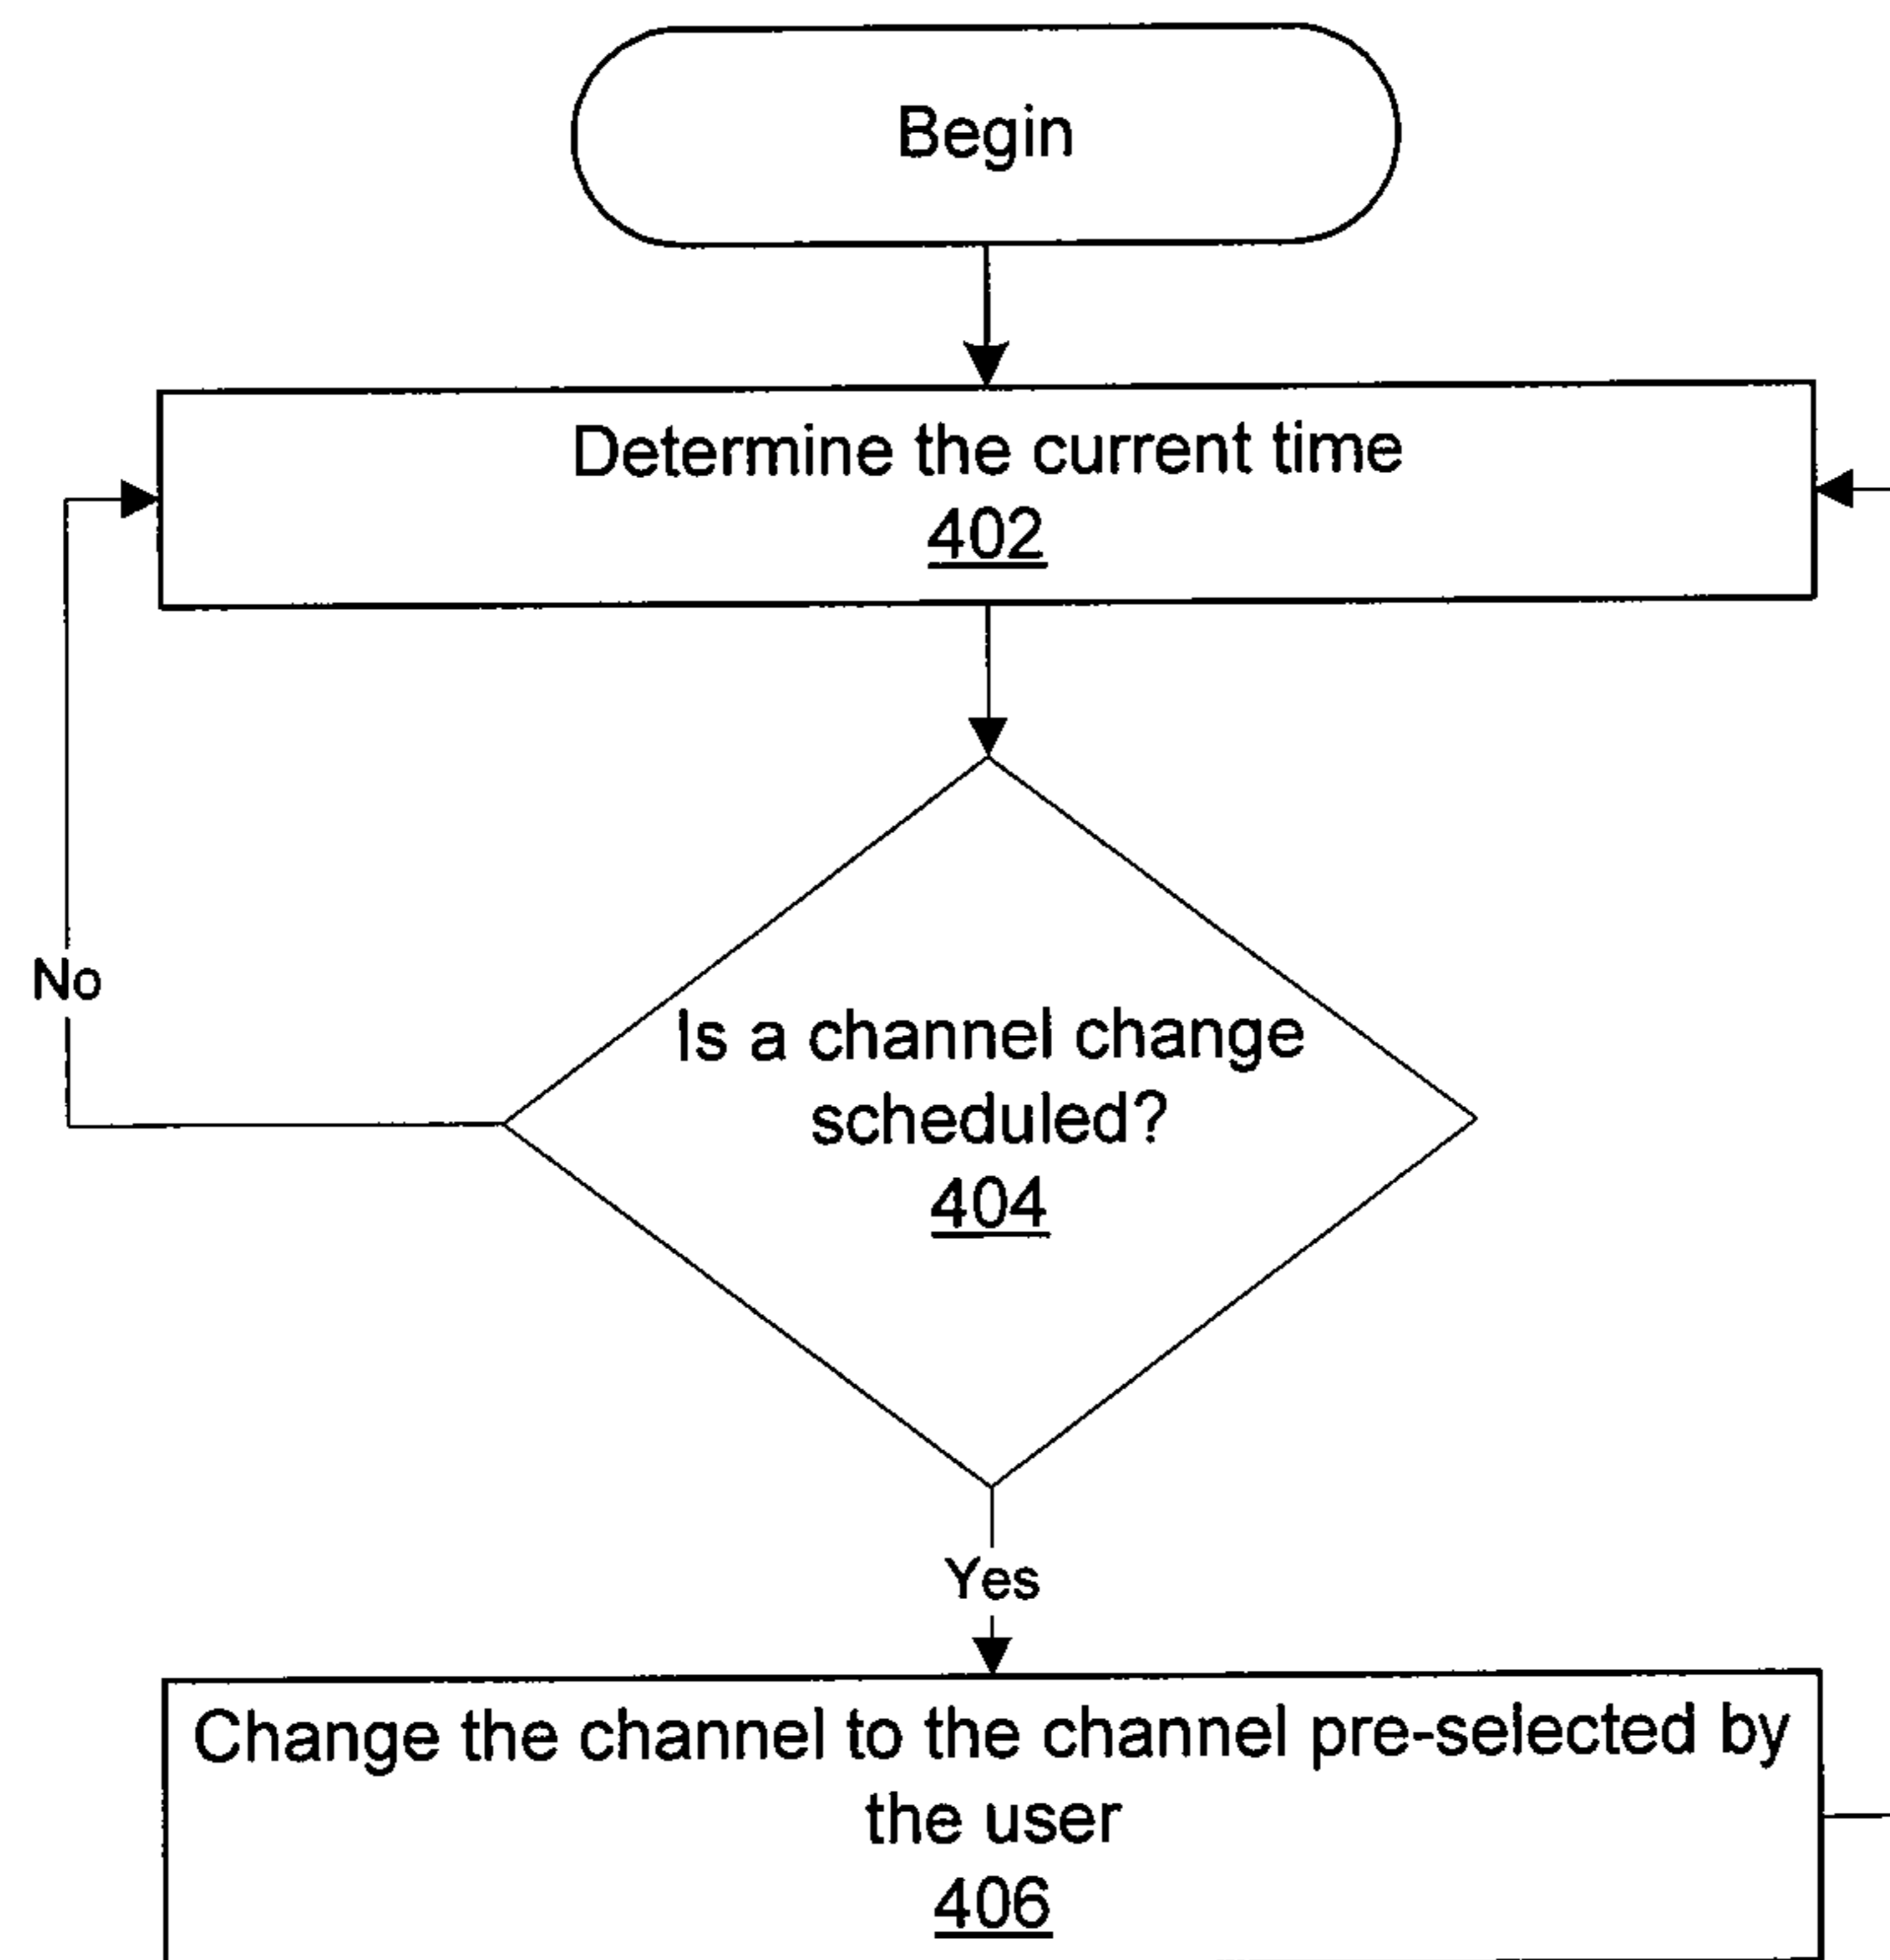 Begin
Determine the current time
402
No
Is a channel change
scheduled?
404
Yes
Change the channel to the channel pre-selected by
the user
406